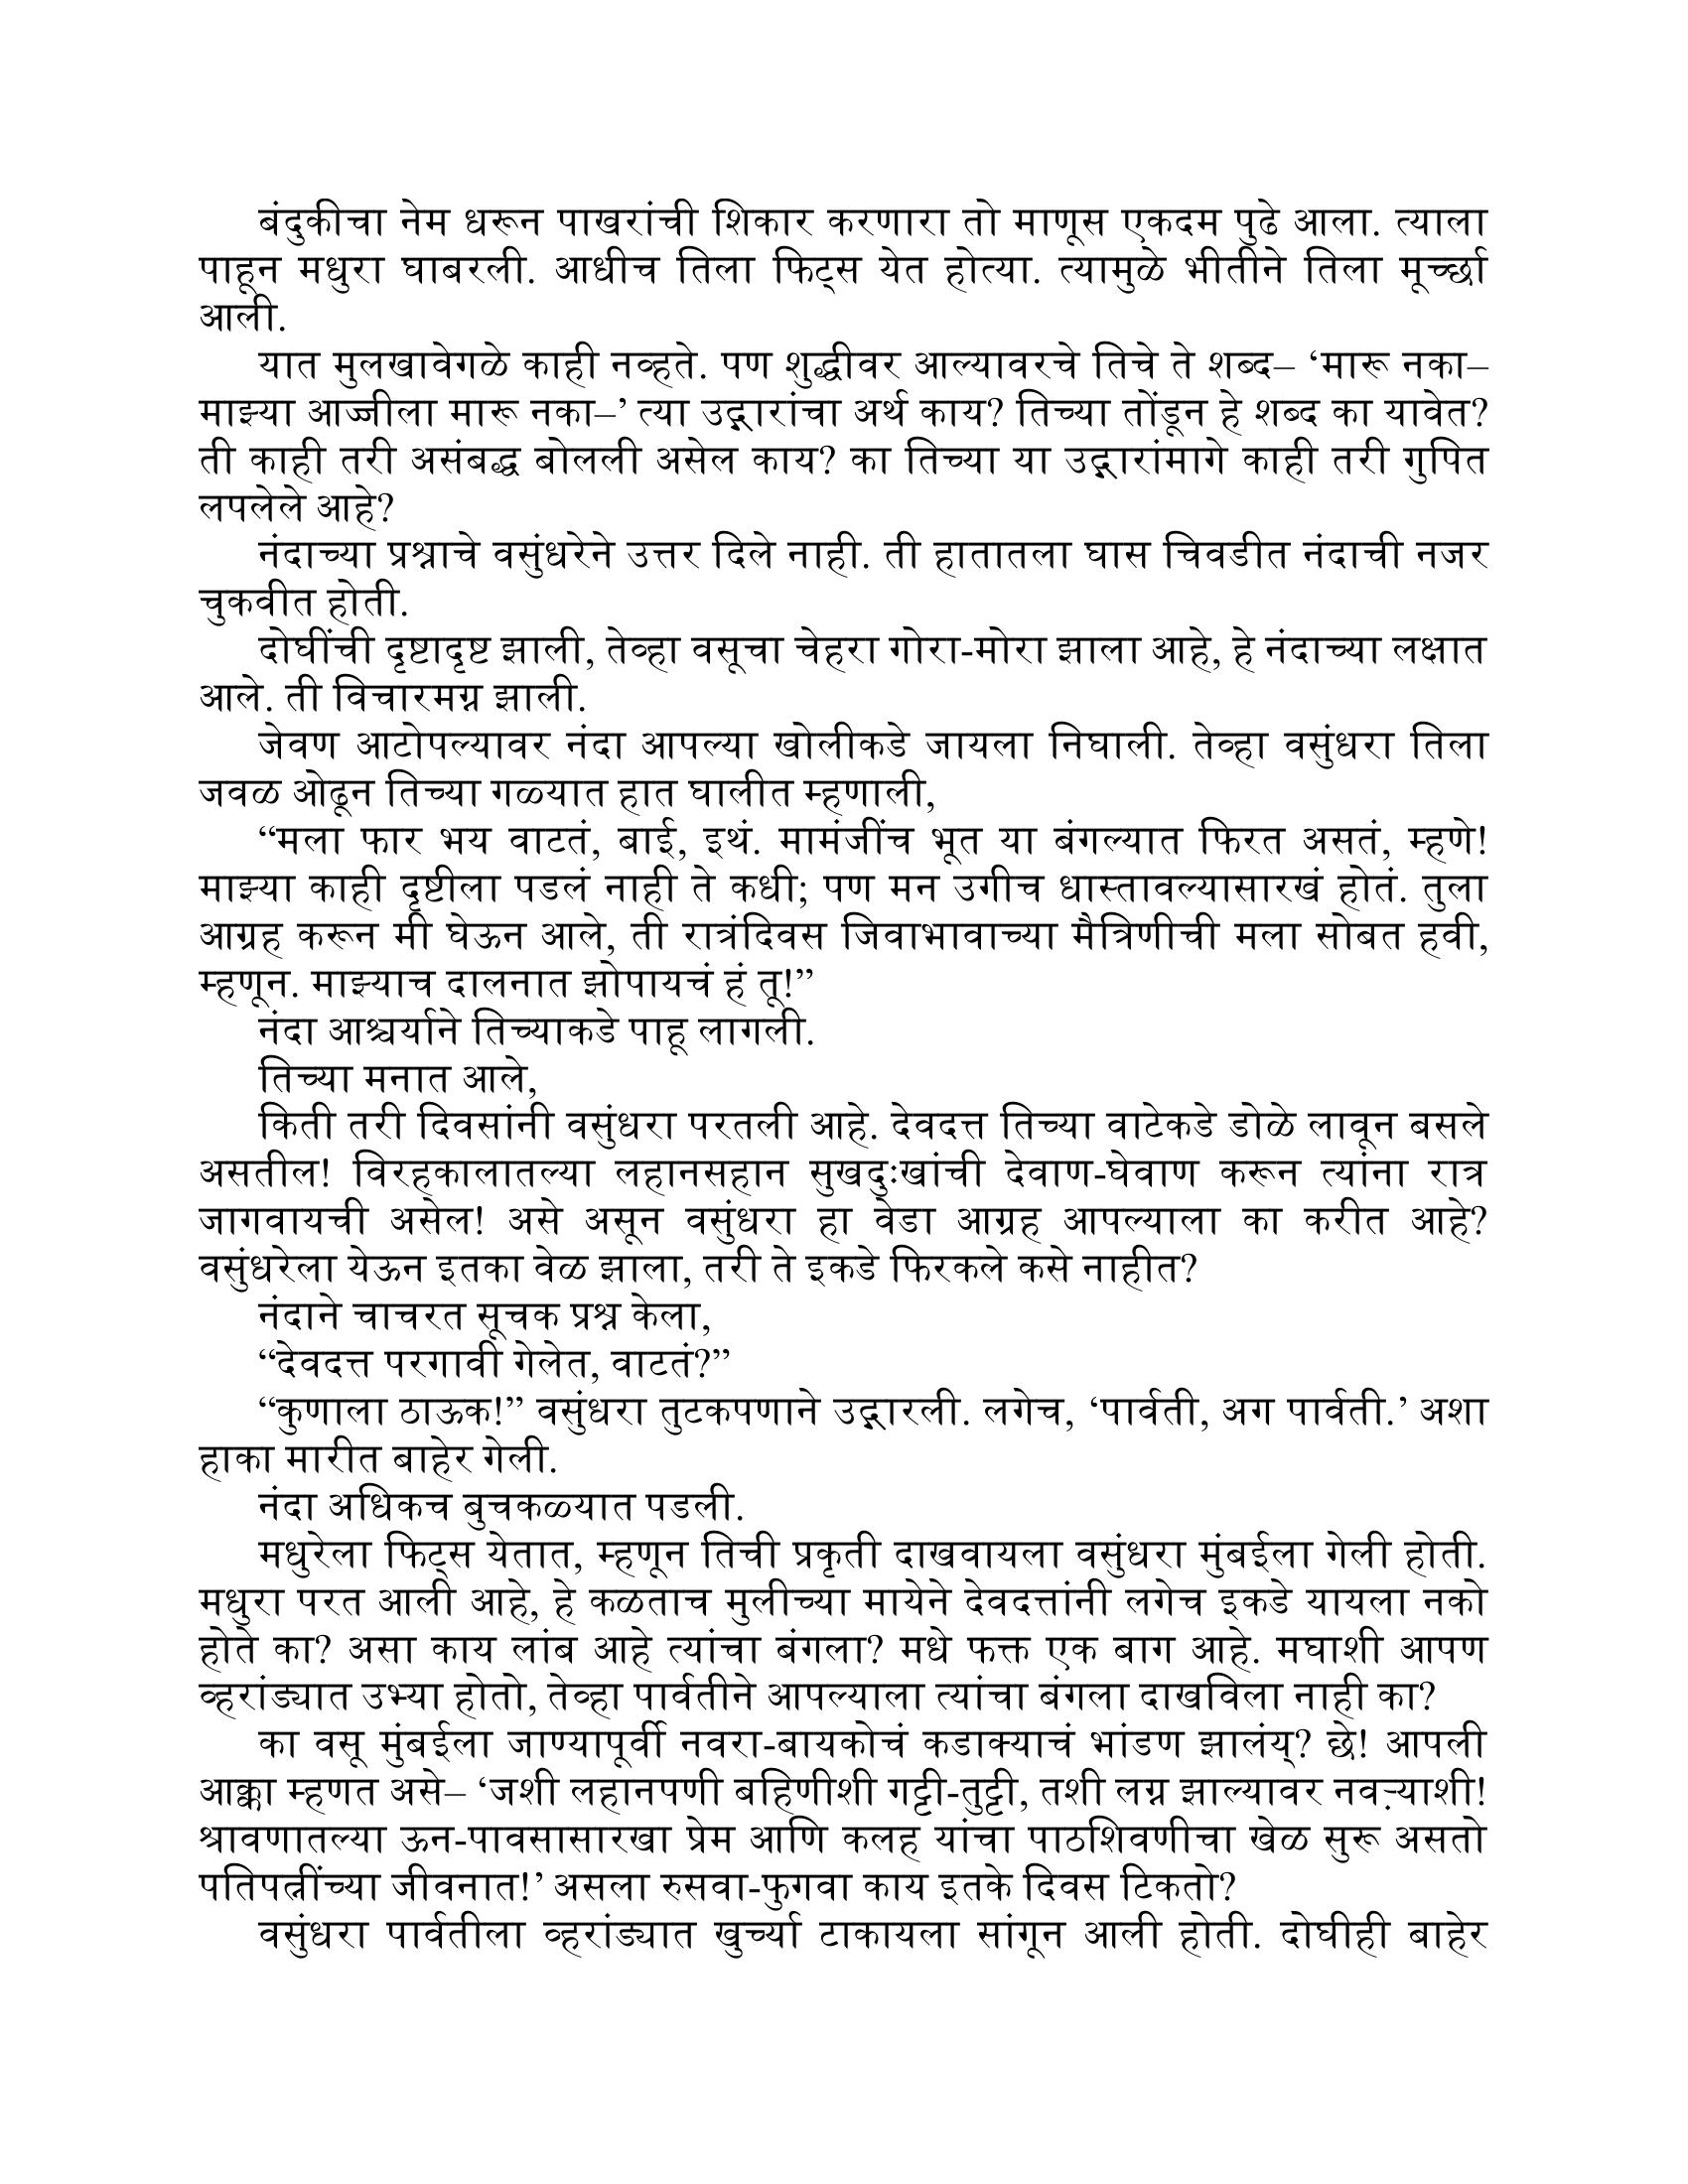 बंदुकीचा नेम धरून पाखरांची शिकार करणारा तो माणूस एकदम पुढे आला. त्याला
पाहून मधुरा घाबरली. आधीच तिला फिट्स येत होत्या. त्यामुळे भीतीने तिला मूर्च्छा
आली.
यात मुलखावेगळे काही नव्हते. पण शुद्धीवर आल्यावरचे तिचे ते शब्द– ‘मारू नका–
माझ्या आज्जीला मारू नका–’ त्या उद्गारांचा अर्थ काय? तिच्या तोंडून हे शब्द का यावेत?
ती काही तरी असंबद्ध बोलली असेल काय? का तिच्या या उद्गारांमागे काही तरी गुपित
लपलेले आहे?
नंदाच्या प्रश्नाचे वसुंधरेने उत्तर दिले नाही. ती हातातला घास चिवडीत नंदाची नजर
चुकवीत होती.
दोघींची दृष्टादृष्ट झाली, तेव्हा वसूचा चेहरा गोरा-मोरा झाला आहे, हे नंदाच्या लक्षात
आले. ती विचारमग्न झाली.
जेवण आटोपल्यावर नंदा आपल्या खोलीकडे जायला निघाली. तेव्हा वसुंधरा तिला
जवळ ओढून तिच्या गळ्यात हात घालीत म्हणाली,
“मला फार भय वाटतं, बाई, इथं. मामंजींच भूत या बंगल्यात फिरत असतं, म्हणे!
माझ्या काही दृष्टीला पडलं नाही ते कधी; पण मन उगीच धास्तावल्यासारखं होतं. तुला
आग्रह करून मी घेऊन आले, ती रात्रंदिवस जिवाभावाच्या मैत्रिणीची मला सोबत हवी,
म्हणून. माझ्याच दालनात झोपायचं हं तू!”
नंदा आश्चर्याने तिच्याकडे पाहू लागली.
तिच्या मनात आले,
किती तरी दिवसांनी वसुंधरा परतली आहे. देवदत्त तिच्या वाटेकडे डोळे लावून बसले
असतील! विरहकालातल्या लहानसहान सुखदुःखांची देवाण-घेवाण करून त्यांना रात्र
जागवायची असेल! असे असून वसुंधरा हा वेडा आग्रह आपल्याला का करीत आहे?
वसुंधरेला येऊन इतका वेळ झाला, तरी ते इकडे फिरकले कसे नाहीत?
नंदाने चाचरत सूचक प्रश्न केला,
“देवदत्त परगावी गेलेत, वाटतं?”
“कुणाला ठाऊक!” वसुंधरा तुटकपणाने उद्गारली. लगेच, ‘पार्वती, अग पार्वती.’ अशा
हाका मारीत बाहेर गेली.
नंदा अधिकच बुचकळ्यात पडली.
मधुरेला फिट्स येतात, म्हणून तिची प्रकृती दाखवायला वसुंधरा मुंबईला गेली होती.
मधुरा परत आली आहे, हे कळताच मुलीच्या मायेने देवदत्तांनी लगेच इकडे यायला नको
होते का? असा काय लांब आहे त्यांचा बंगला? मधे फक्त एक बाग आहे. मघाशी आपण
व्हरांड्यात उभ्या होतो, तेव्हा पार्वतीने आपल्याला त्यांचा बंगला दाखविला नाही का?
का वसू मुंबईला जाण्यापूर्वी नवरा-बायकोचं कडाक्याचं भांडण झालंय्? छे! आपली
आक्का म्हणत असे– ‘जशी लहानपणी बहिणीशी गट्टी-तुट्टी, तशी लग्न झाल्यावर नवऱ्याशी!
श्रावणातल्या ऊन-पावसासारखा प्रेम आणि कलह यांचा पाठशिवणीचा खेळ सुरू असतो
पतिपत्नींच्या जीवनात!’ असला रुसवा-फुगवा काय इतके दिवस टिकतो?
वसुंधरा पार्वतीला व्हरांड्यात खुर्च्या टाकायला सांगून आली होती. दोघीही बाहेर